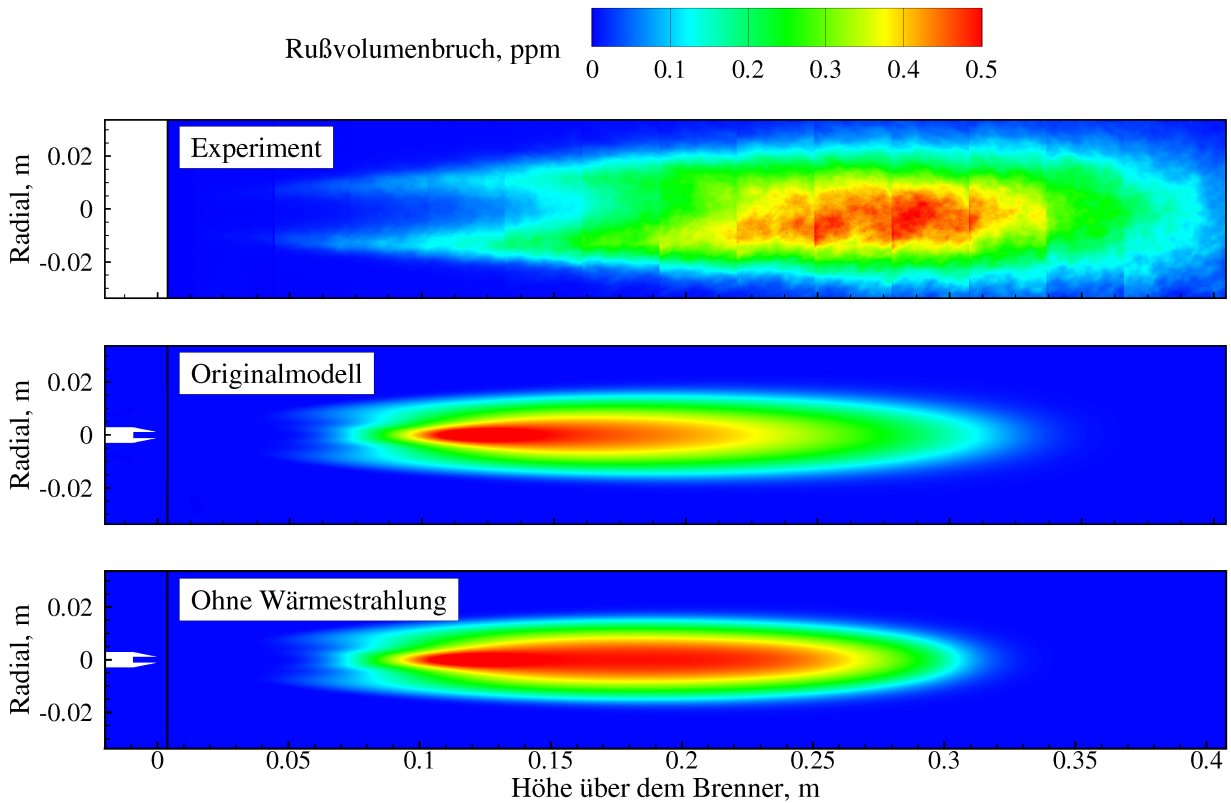 Rußvolumenbruch, ppm
0 0.1 0.2 0.3 0.4 0.5
Experiment
Radial, m
0.02
0
-0.02
Originalmodell
Radial, m
0.02
0
-0.02
Ohne Wärmestrahlung
Radial, m
0.02
0
-0.02
0 0.05 0.1 0.15 0.2 0.25 0.3 0.35 0.4
Höhe über dem Brenner, m